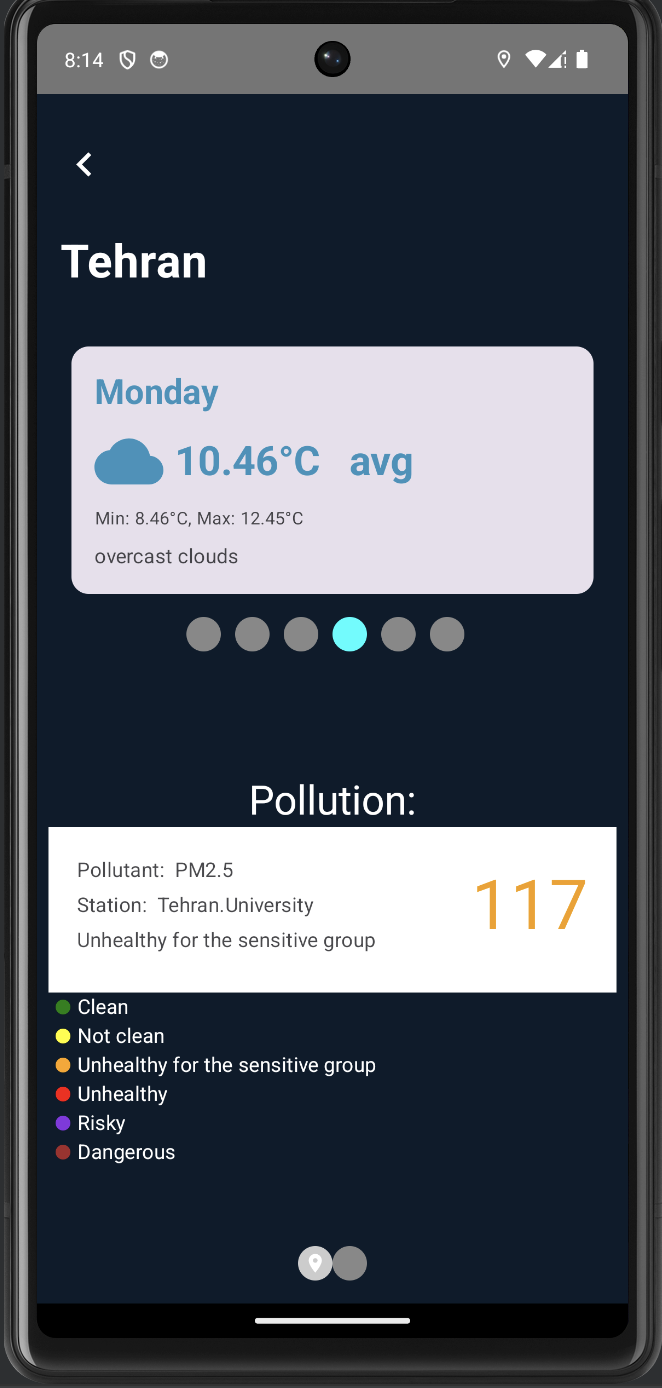 8:14
Tehran
Monday
10.46°C avg
Min: 8.46°C, Max: 12.45°C
overcast clouds
Pollution:
Pollutant: PM2.5
Station: Tehran.University
Unhealthy for the sensitive group
117
Clean
Not clean
Unhealthy for the sensitive group
Unhealthy
Risky
Dangerous